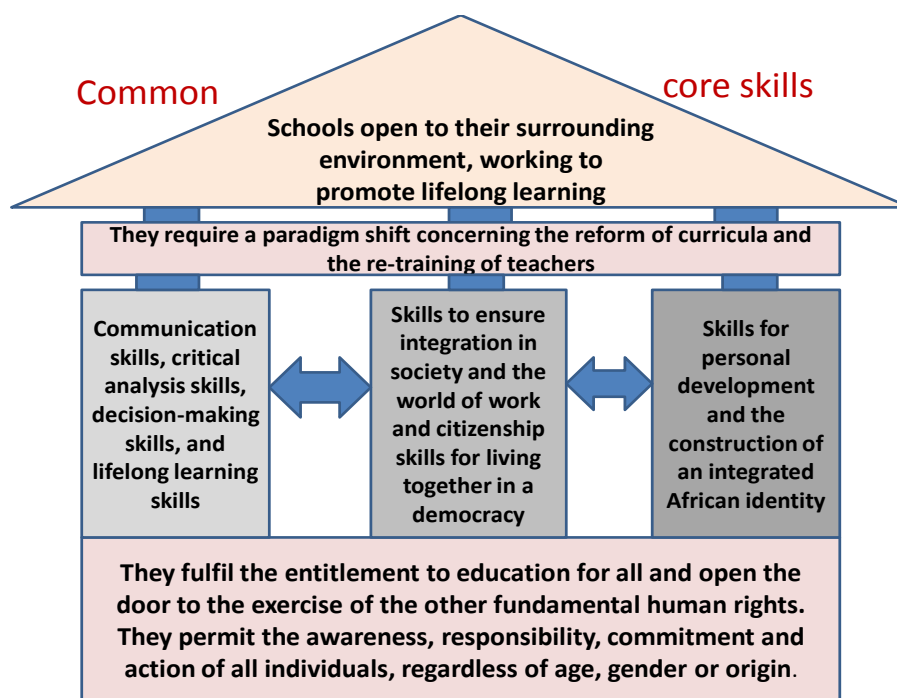 Common
core skills
Schools open to their surrounding
environment, working to
promote lifelong learning
They require a paradigm shift concerning the reform of curricula and
the re-training of teachers
Communication
skills, critical
analysis skills,
decision-making
skills, and
lifelong learning
skills
Skills to ensure
integration in
society and the
world of work
and citizenship
skills for living
together in a
democracy
Skills for
personal
development
and the
construction of
an integrated
African identity
They fulfil the entitlement to education for all and open the
door to the exercise of the other fundamental human rights.
They permit the awareness, responsibility, commitment and
action of all individuals, regardless of age, gender or origin.